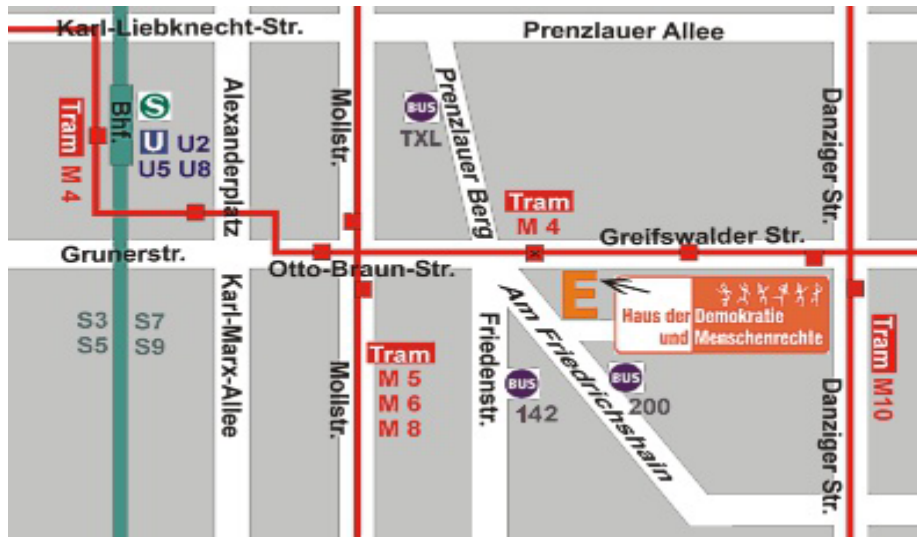 Karl-Liebknecht-Str.
Prenzlauer Allee
Tram M 4
Bhf.
S
U U2
U5 U8
Alexanderplatz
Mollstr.
BUS
TXL
Prenzlauer Berg
Danziger Str.
Tram
M 4
x
Greifswalder Str.
Grunerstr.
Otto-Braun-Str.
E
Haus der Demokratie
und Menschenrechte
S3 S7
S5 S9
Karl-Marx-Allee
Mollstr.
Tram
M 5
M 6
M 8
Friedenstr.
BUS
142
Am Friedrichshain
BUS
200
Danziger Str.
Tram M10